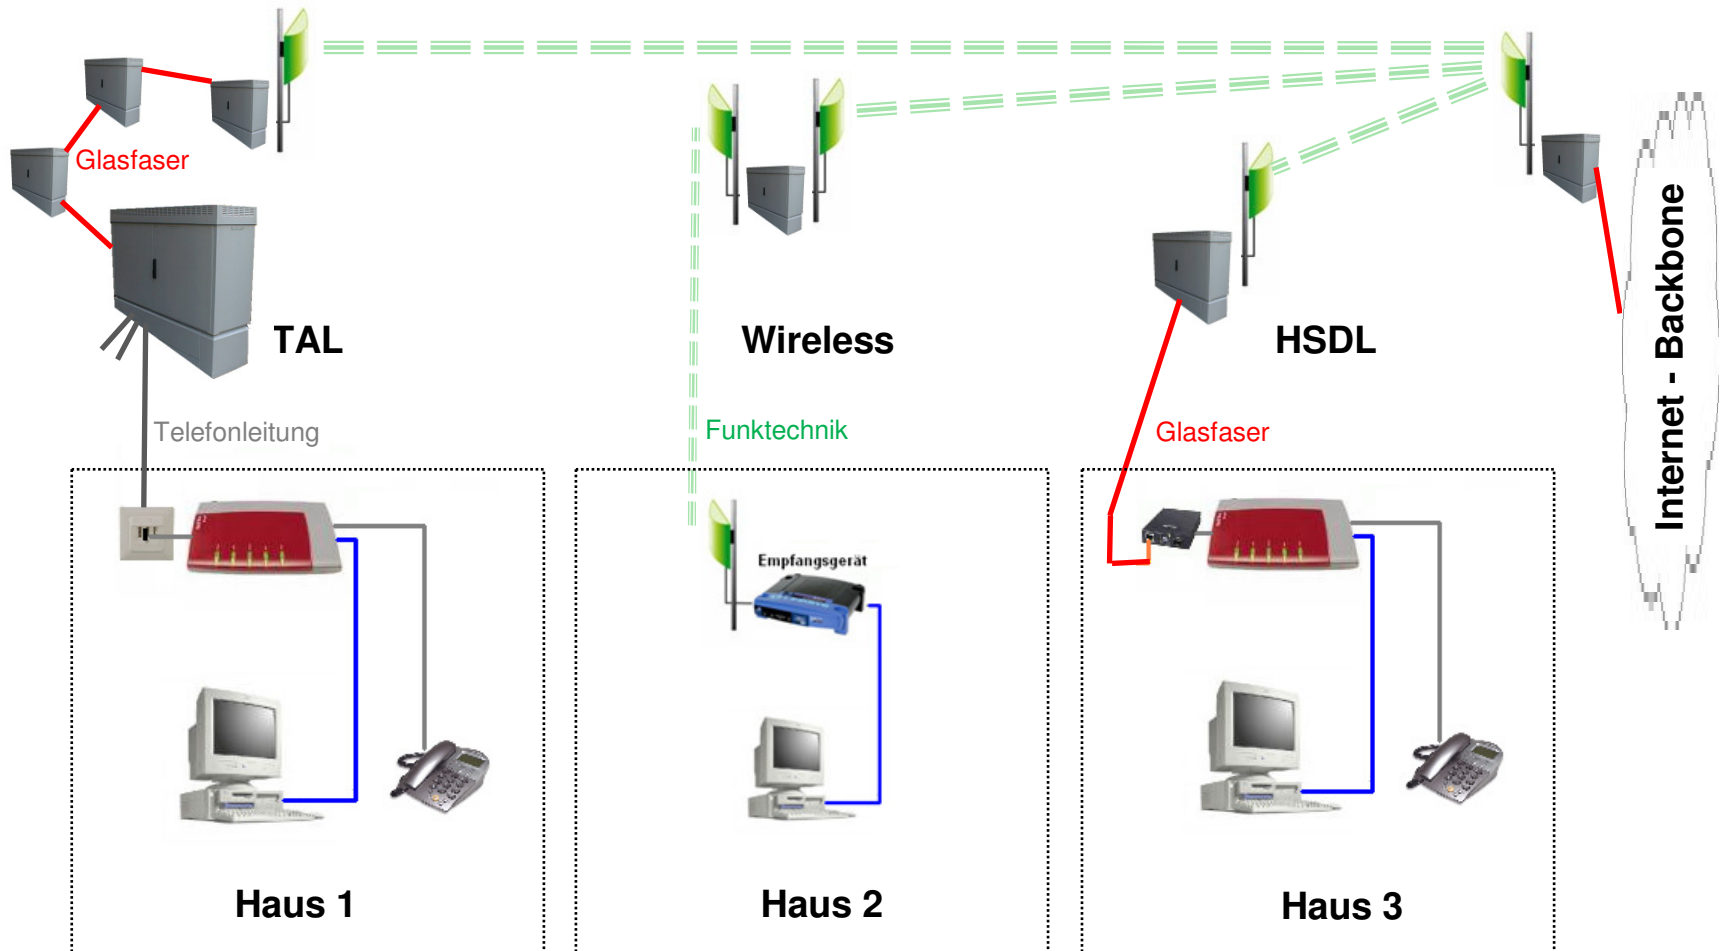 Glasfaser
TAL
Wireless
HSDL
Internet - Backbone
Telefonleitung
Funktechnik
Glasfaser
Empfangsgerät
Haus 1
Haus 2
Haus 3